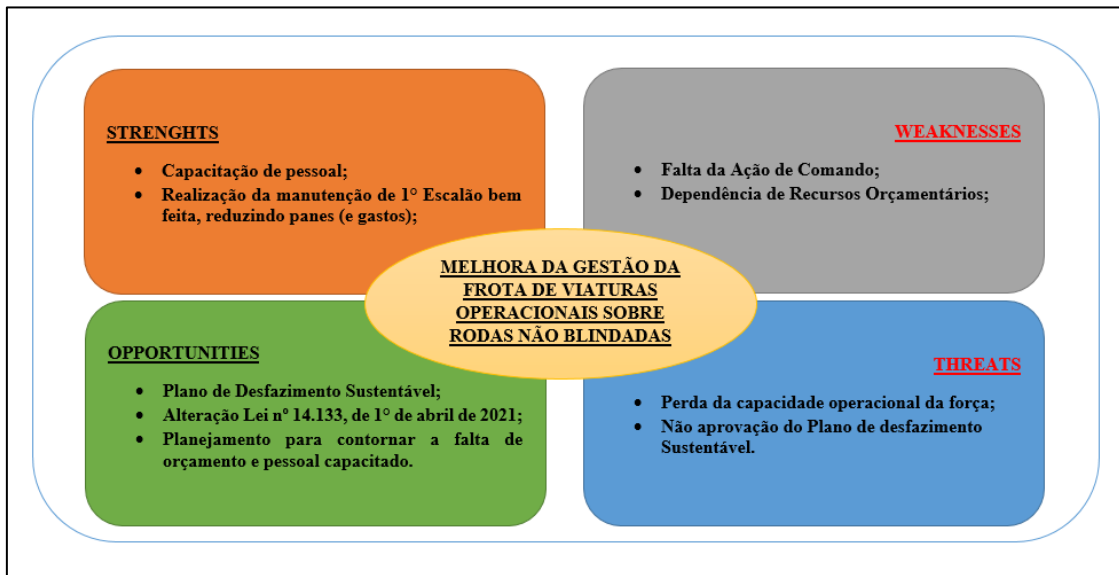 STRENGHTS
• Capacitação de pessoal;
• Realização da manutenção de 1° Escalão bem
feita, reduzindo panes (e gastos);
WEAKNESSES
• Falta da Ação de Comando;
• Dependência de Recursos Orçamentários;
MELHORA DA GESTÃO DA
FROTA DE VIATURAS
OPERACIONAIS SOBRE
RODAS NÃO BLINDADAS
OPPORTUNITIES
• Plano de Desfazimento Sustentável;
• Alteração Lei nº 14.133, de 1° de abril de 2021;
• Planejamento para contornar a falta de
orçamento e pessoal capacitado.
THREATS
• Perda da capacidade operacional da força;
• Não aprovação do Plano de desfazimento
Sustentável.